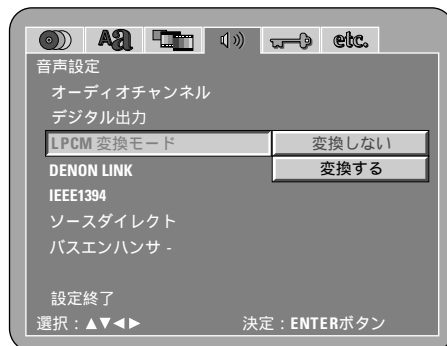 Aa etc.
音声設定
オーディオチャンネル
デジタル出力
LPCM 変換モード 変換しない
変換する
DENON LINK
IEEE1394
ソースダイレクト
バスエンハンサ -
設定終了
選択：▲▼◀▶ 決定：ENTERボタン